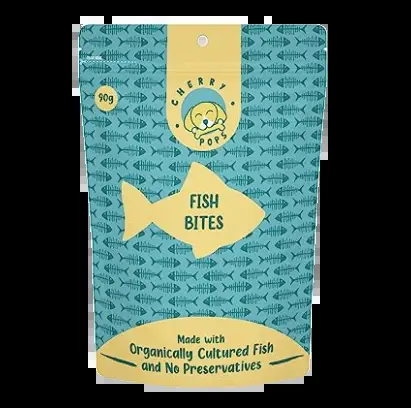 CHERRY
POPS
90g
FISH
BITES
Made with
Organically Cultured Fish
and No Preservatives